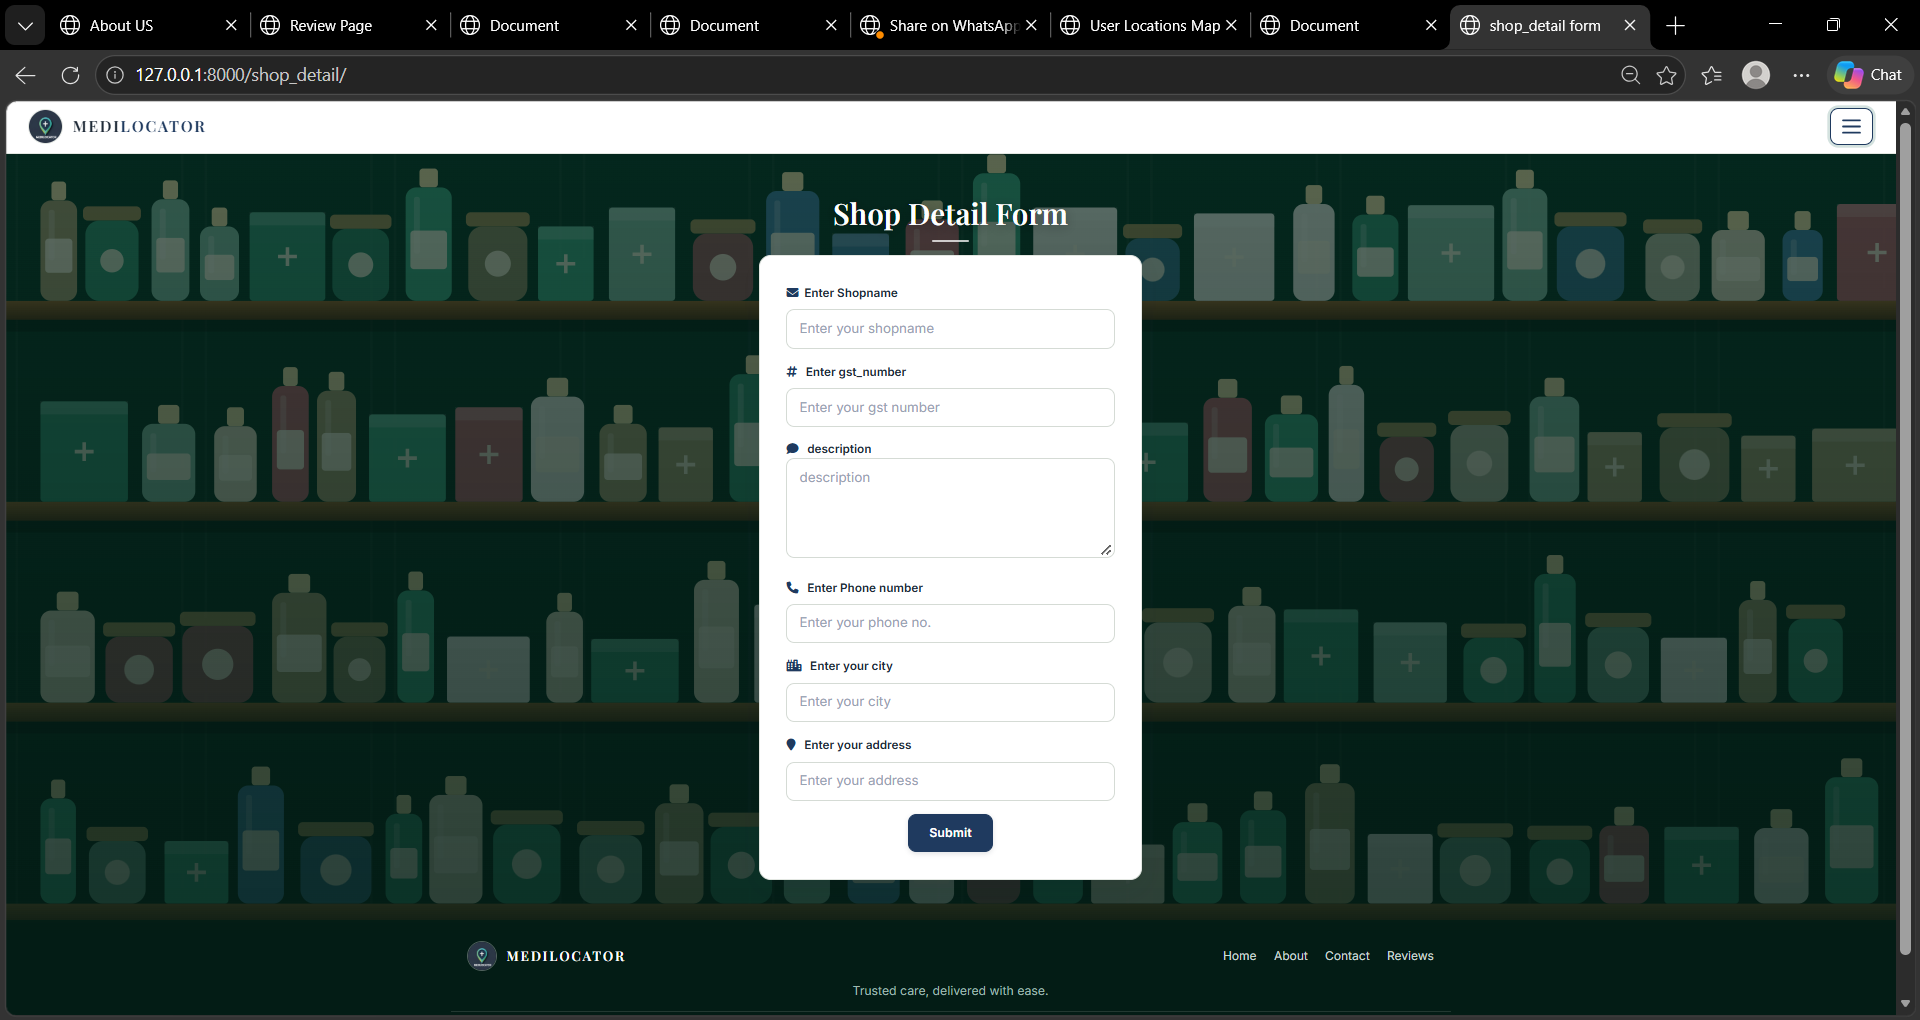 About US
Review Page
Document
Document
Share on WhatsApp
User Locations Map
Document
shop_detail form
127.0.0.1:8000/shop_detail/
Chat
MEDILOCATOR
Shop Detail Form
Enter Shopname
Enter your shopname
# Enter gst_number
Enter your gst number
description
description
Enter Phone number
Enter your phone no.
Enter your city
Enter your city
Enter your address
Enter your address
Submit
MEDILOCATOR
Home About Contact Reviews
Trusted care, delivered with ease.